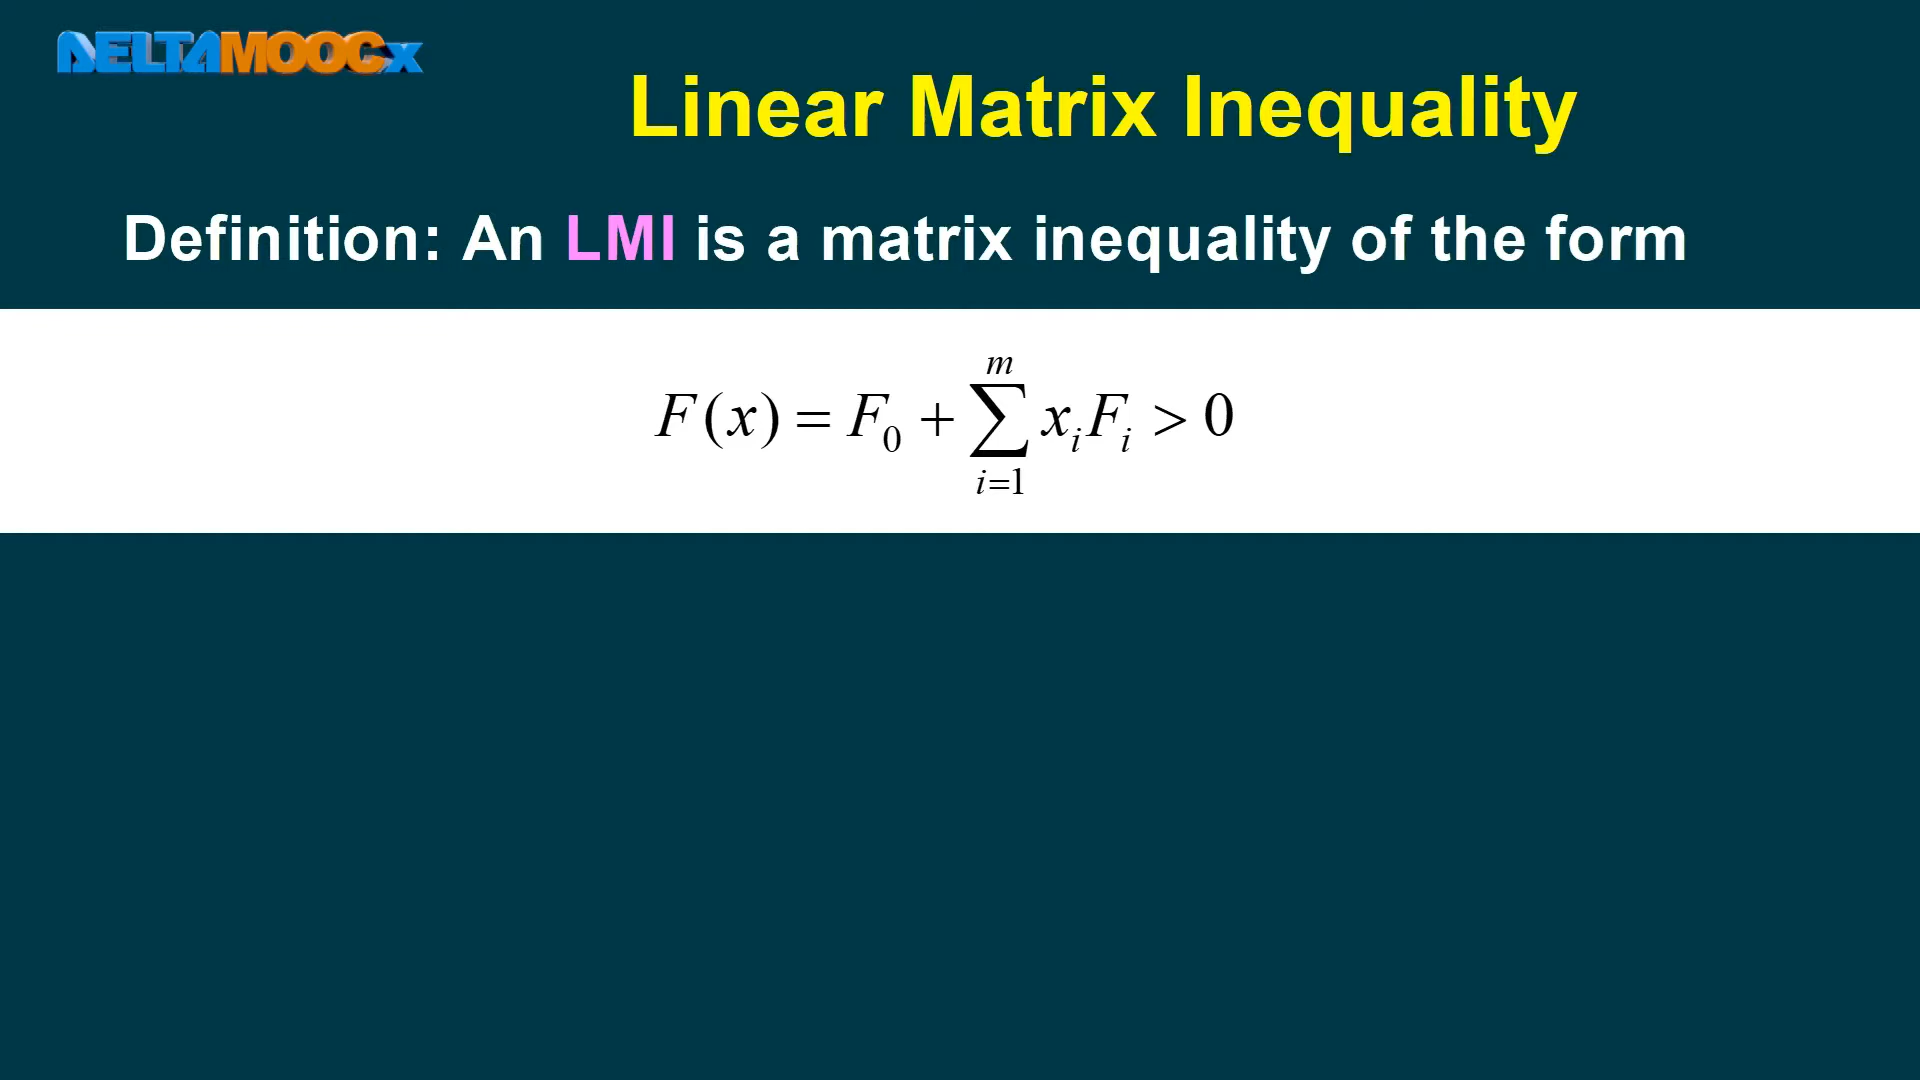 DELTAMOOCx
Linear Matrix Inequality
Definition: An LMI is a matrix inequality of the form
F(x) = F₀ + ∑_{i=1}^{m} xᵢFᵢ > 0